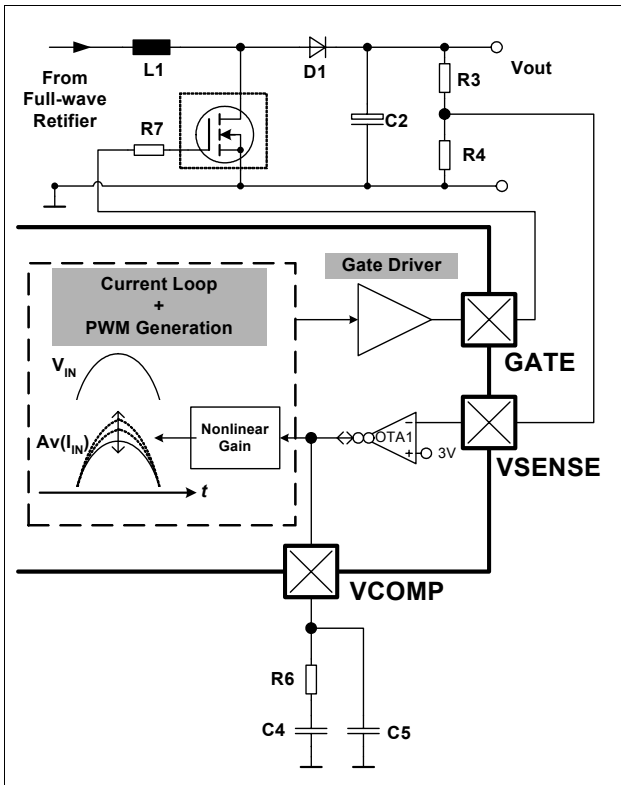 L1
D1
Vout
From
Full-wave
Retifier
R3
R7
C2
R4
Current Loop
+
PWM Generation
Gate Driver
GATE
VIN
Av(IIN)
Nonlinear
Gain
OTA1
−
+
3V
VSENSE
t
VCOMP
R6
C4
C5